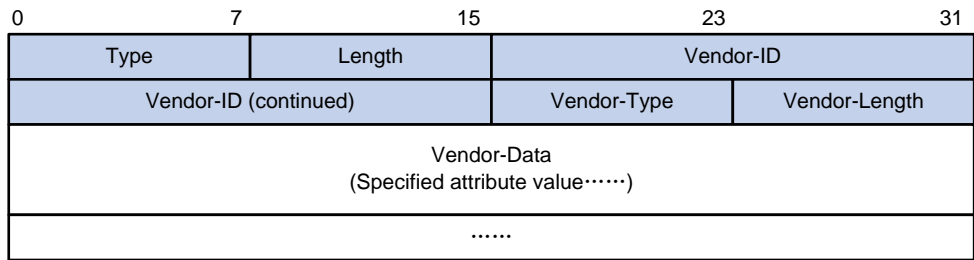 0 7 15 23 31
Type Length Vendor-ID
Vendor-ID (continued) Vendor-Type Vendor-Length
Vendor-Data
(Specified attribute value……)
……